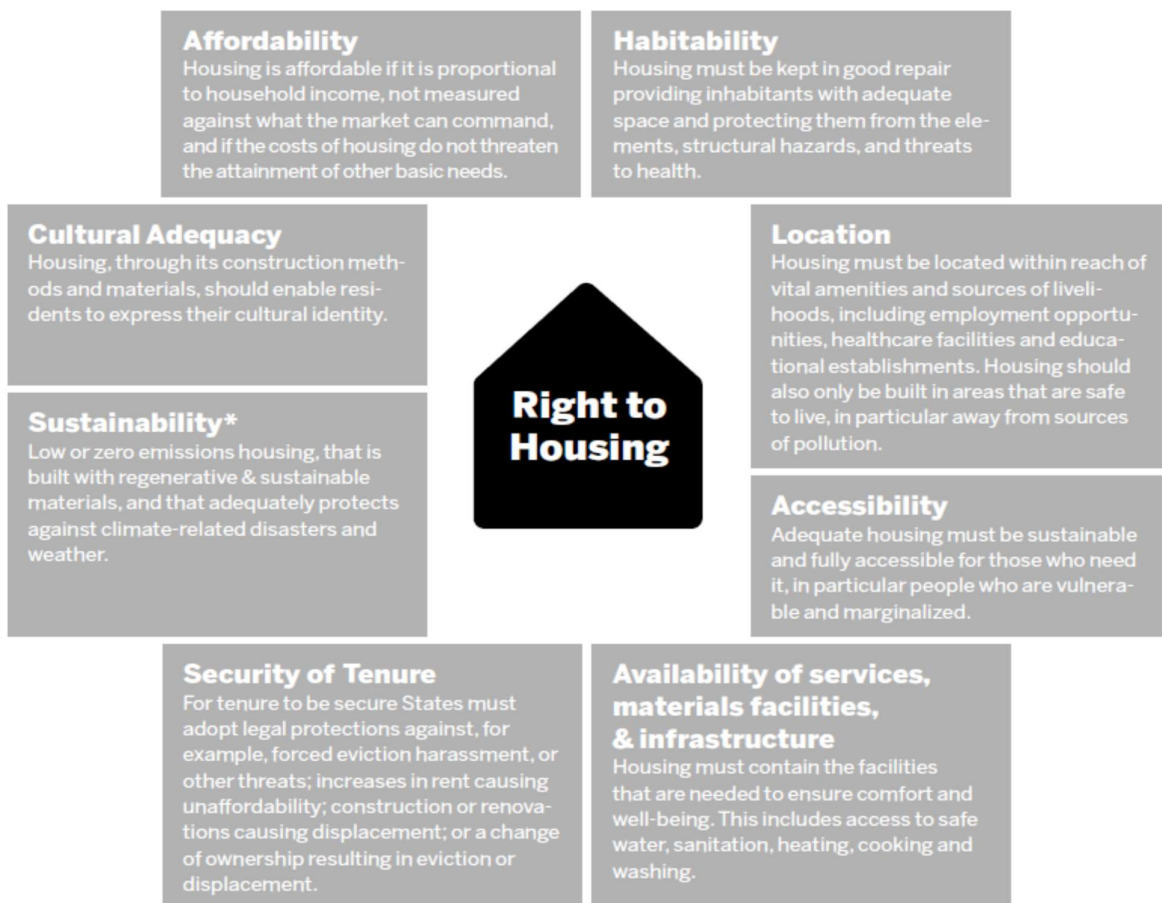 Affordability
Housing is affordable if it is proportional
to household income, not measured
against what the market can command,
and if the costs of housing do not threaten
the attainment of other basic needs.
Habitability
Housing must be kept in good repair
providing inhabitants with adequate
space and protecting them from the ele-
ments, structural hazards, and threats
to health.
Cultural Adequacy
Housing, through its construction meth-
ods and materials, should enable resi-
dents to express their cultural identity.
Location
Housing must be located within reach of
vital amenities and sources of liveli-
hoods, including employment opportu-
nities, healthcare facilities and educa-
tional establishments. Housing should
also only be built in areas that are safe
to live, in particular away from sources
of pollution.
Right to
Housing
Sustainability*
Low or zero emissions housing, that is
built with regenerative & sustainable
materials, and that adequately protects
against climate-related disasters and
weather.
Accessibility
Adequate housing must be sustainable
and fully accessible for those who need
it, in particular people who are vulnera-
ble and marginalized.
Security of Tenure
For tenure to be secure States must
adopt legal protections against, for
example, forced eviction harassment, or
other threats; increases in rent causing
unaffordability; construction or renova-
tions causing displacement; or a change
of ownership resulting in eviction or
displacement.
Availability of services,
materials facilities,
& infrastructure
Housing must contain the facilities
that are needed to ensure comfort and
well-being. This includes access to safe
water, sanitation, heating, cooking and
washing.